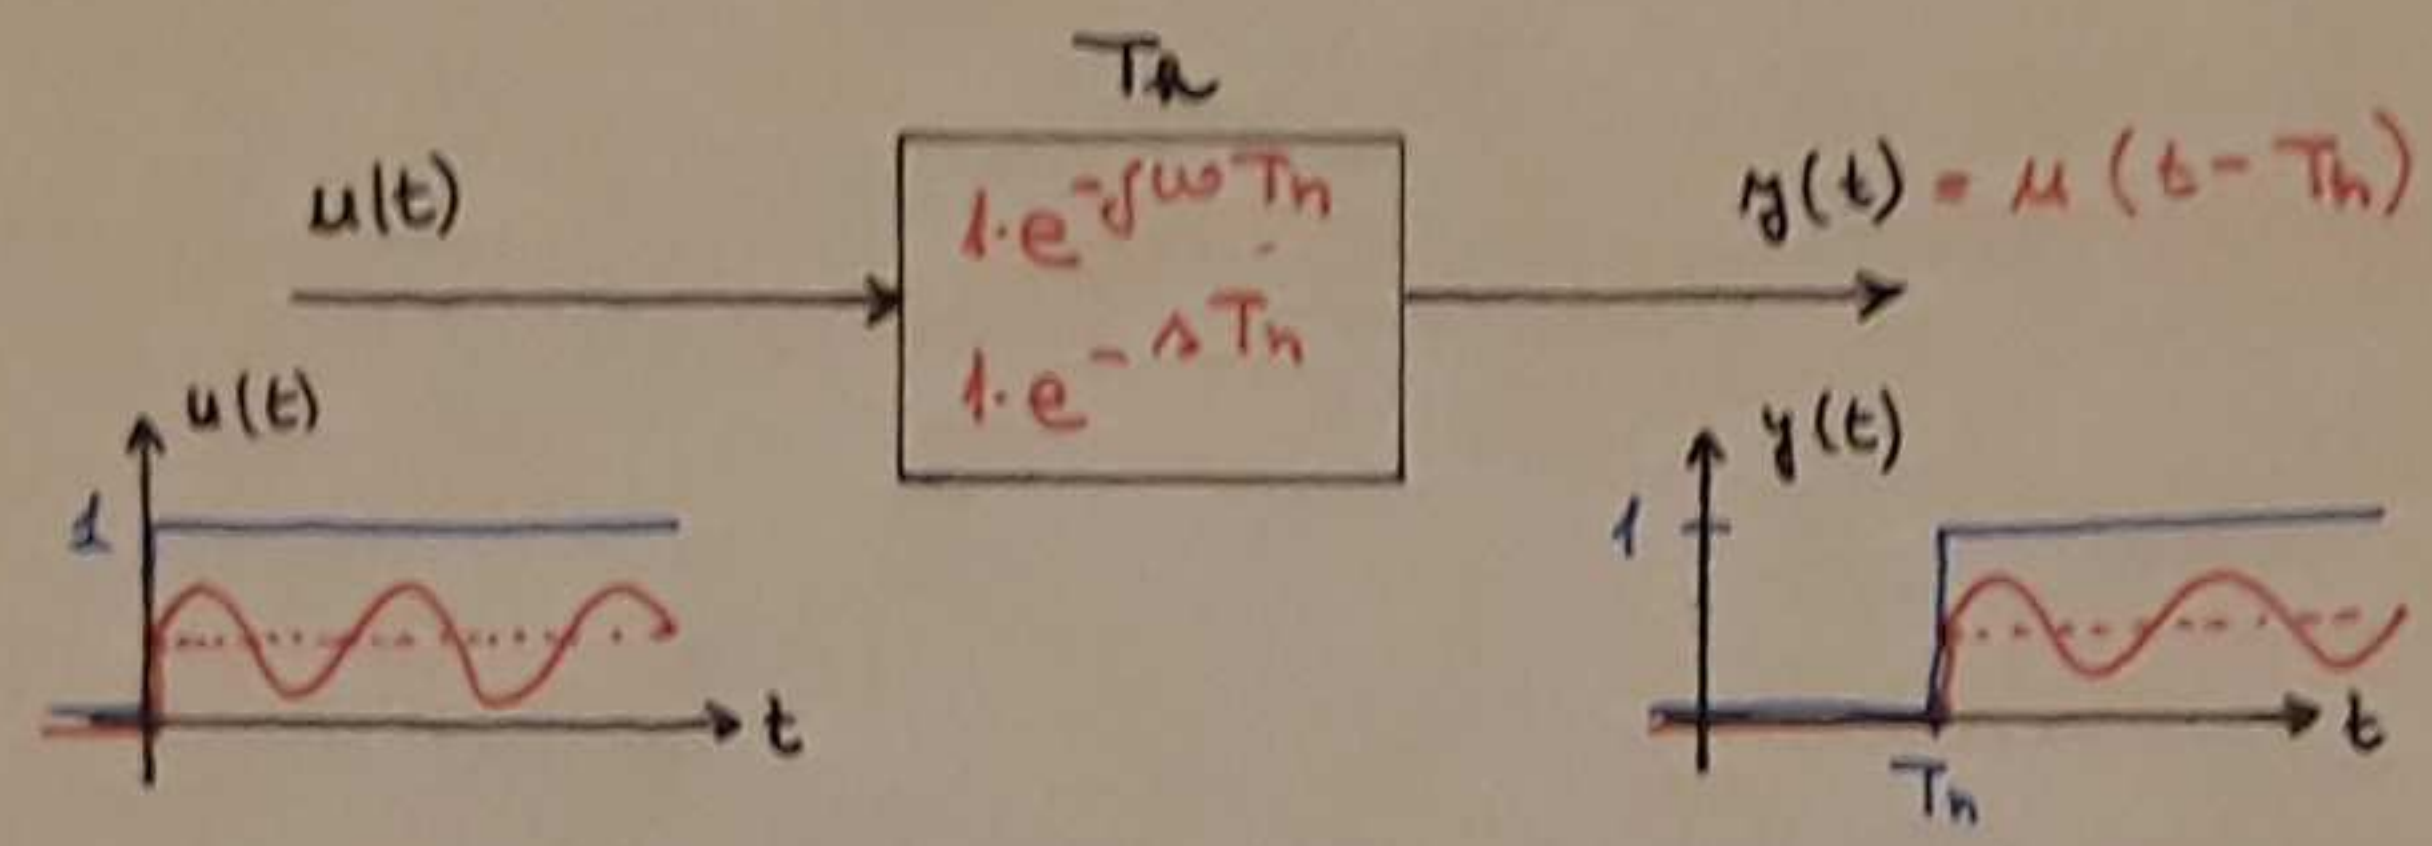 Tn
u(t)
1·e^-jωTn
y(t) = u(t-Tn)
1·e^-sTn
u(t)
y(t)
1
1
t
t
Tn